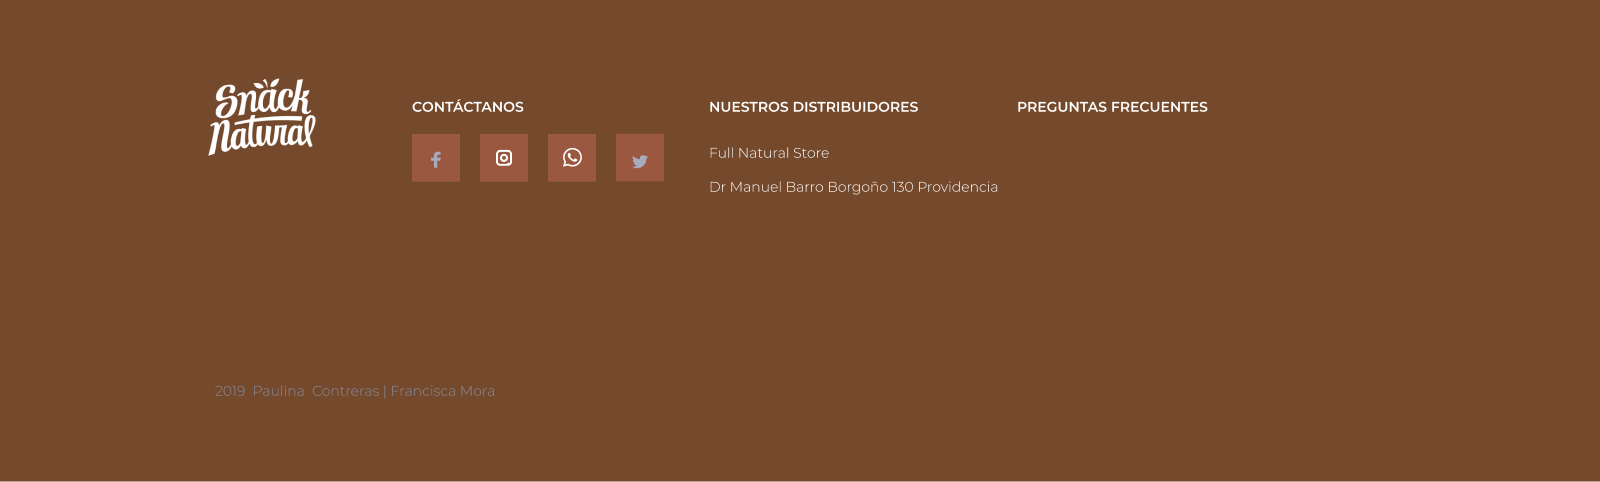 Snäck
Natural
CONTÁCTANOS
NUESTROS DISTRIBUIDORES
Full Natural Store
Dr Manuel Barro Borgoño 130 Providencia
PREGUNTAS FRECUENTES
2019 Paulina Contreras | Francisca Mora